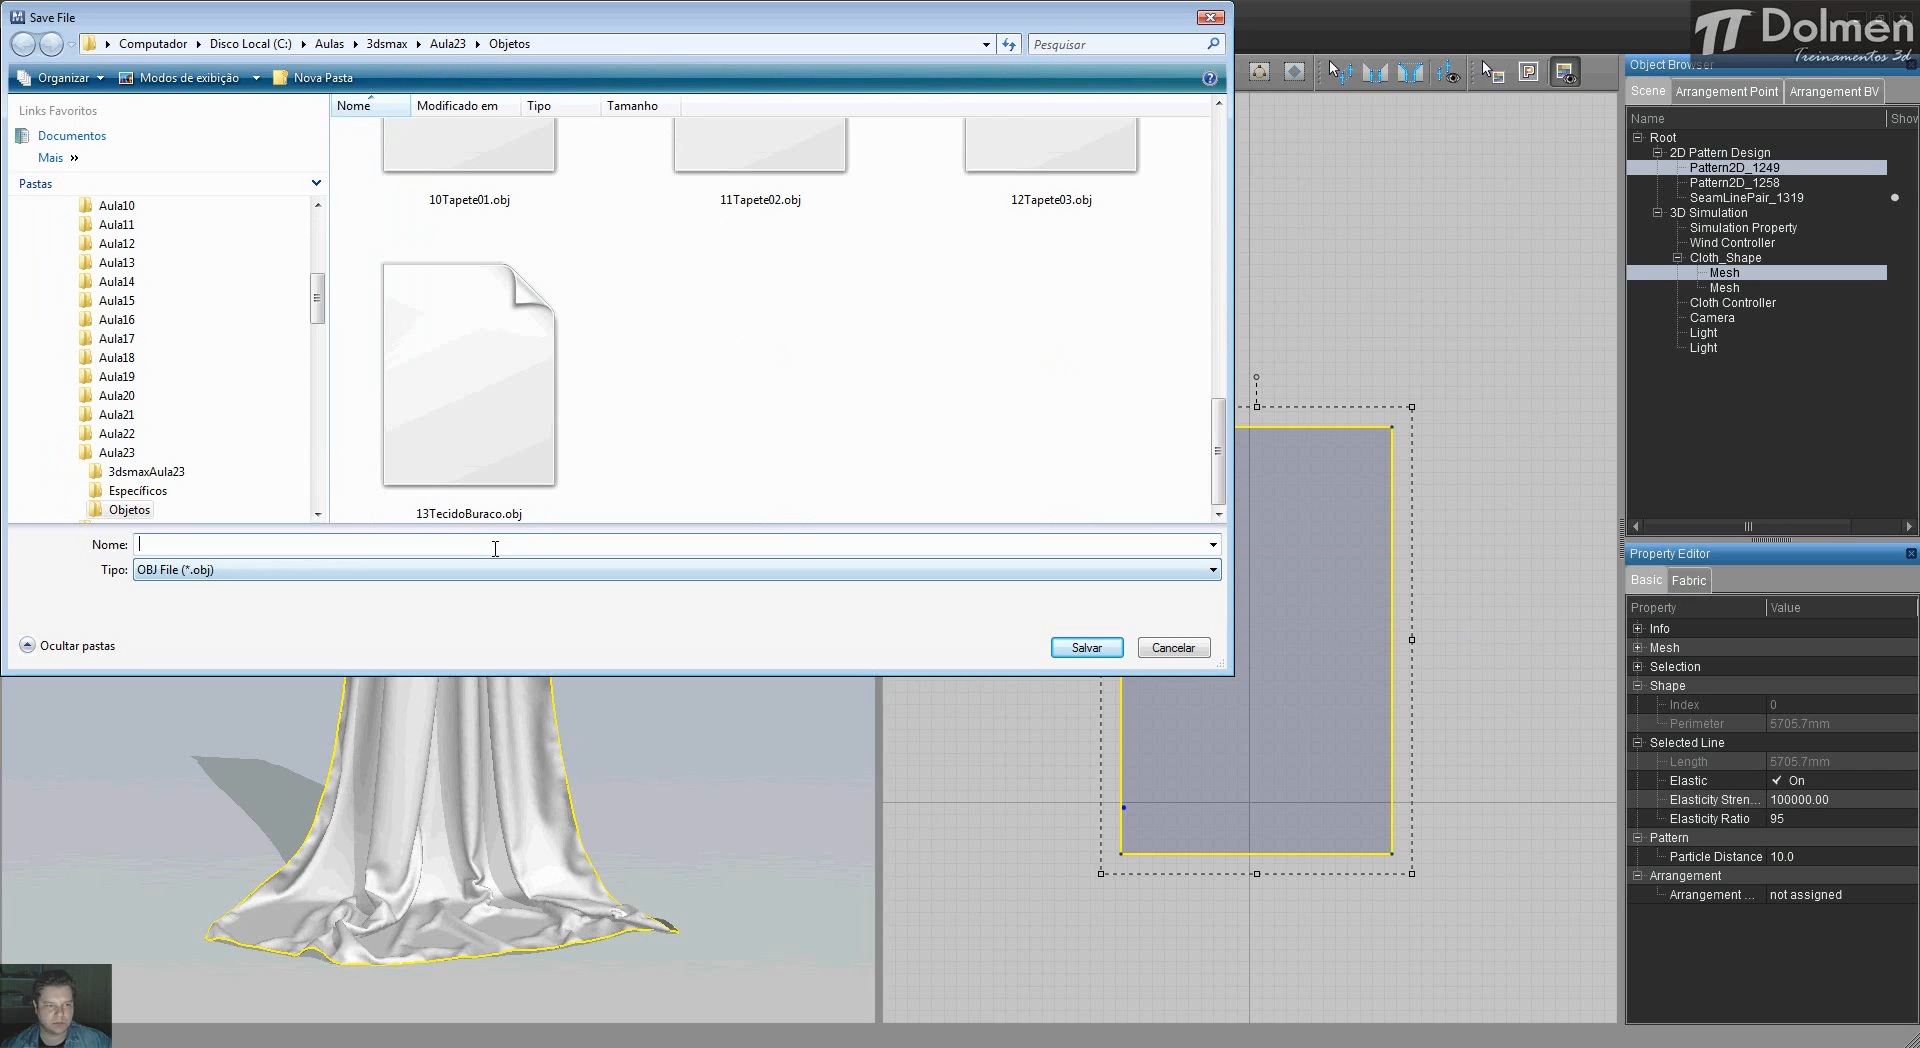 Save File
Computador
Disco Local (C:)
Aulas
3dsmax
Aula23
Objetos
Pesquisar
Organizar
Modos de exibição
Nova Pasta
Links Favoritos
Documentos
Mais »
Pastas
Aula10
Aula11
Aula12
Aula13
Aula14
Aula15
Aula16
Aula17
Aula18
Aula19
Aula20
Aula21
Aula22
Aula23
3dsmaxAula23
Específicos
Objetos
Nome
Modificado em
Tipo
Tamanho
10Tapete01.obj
11Tapete02.obj
12Tapete03.obj
13TecidoBuraco.obj
Nome:
Tipo: OBJ File (*.obj)
Ocultar pastas
Salvar
Cancelar
Dolmen
Treinamentos 3d
Object Browser
Scene
Arrangement Point
Arrangement BV
Name
Show
Root
2D Pattern Design
Pattern2D_1249
Pattern2D_1258
SeamLinePair_1319
3D Simulation
Simulation Property
Wind Controller
Cloth_Shape
Mesh
Mesh
Cloth Controller
Camera
Light
Light
Property Editor
Basic
Fabric
Property
Value
Info
Mesh
Selection
Shape
Index 0
Perimeter 5705.7mm
Selected Line
Length 5705.7mm
Elastic On
Elasticity Stren... 100000.00
Elasticity Ratio 95
Pattern
Particle Distance 10.0
Arrangement
Arrangement ... not assigned